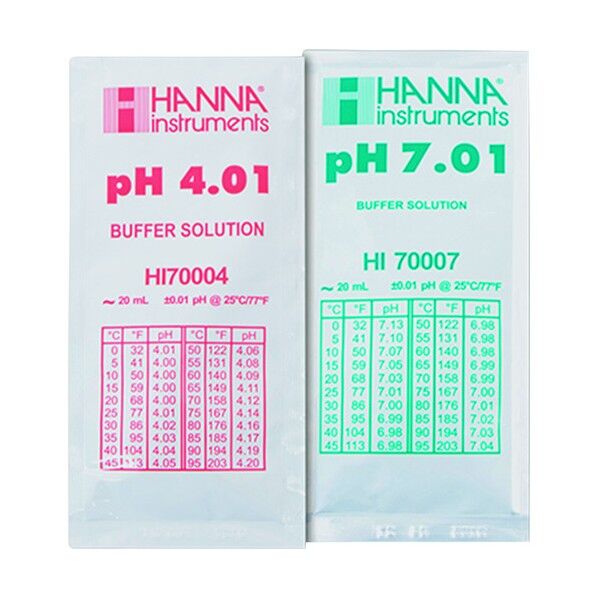 HANNA®
instruments
pH 4.01
BUFFER SOLUTION
HI70004
~ 20 mL ±0.01 pH @ 25°C/77°F
°C °F pH °C °F pH
0 32 4.01 50 122 4.06
5 41 4.00 55 131 4.08
10 50 4.00 60 140 4.09
15 59 4.00 65 149 4.11
20 68 4.00 70 158 4.12
25 77 4.01 75 167 4.14
30 86 4.02 80 176 4.16
35 95 4.03 85 185 4.17
40 104 4.04 90 194 4.19
45 113 4.05 95 203 4.20
HANNA®
instruments
pH 7.01
BUFFER SOLUTION
HI 70007
~ 20 mL ±0.01 pH @ 25°C/77°F
°C °F pH °C °F pH
0 32 7.13 50 122 6.98
5 41 7.10 55 131 6.98
10 50 7.07 60 140 6.98
15 59 7.05 65 149 6.99
20 68 7.03 70 158 6.99
25 77 7.01 75 167 7.00
30 86 7.00 80 176 7.01
35 95 6.99 85 185 7.02
40 104 6.98 90 194 7.03
45 113 6.98 95 203 7.04